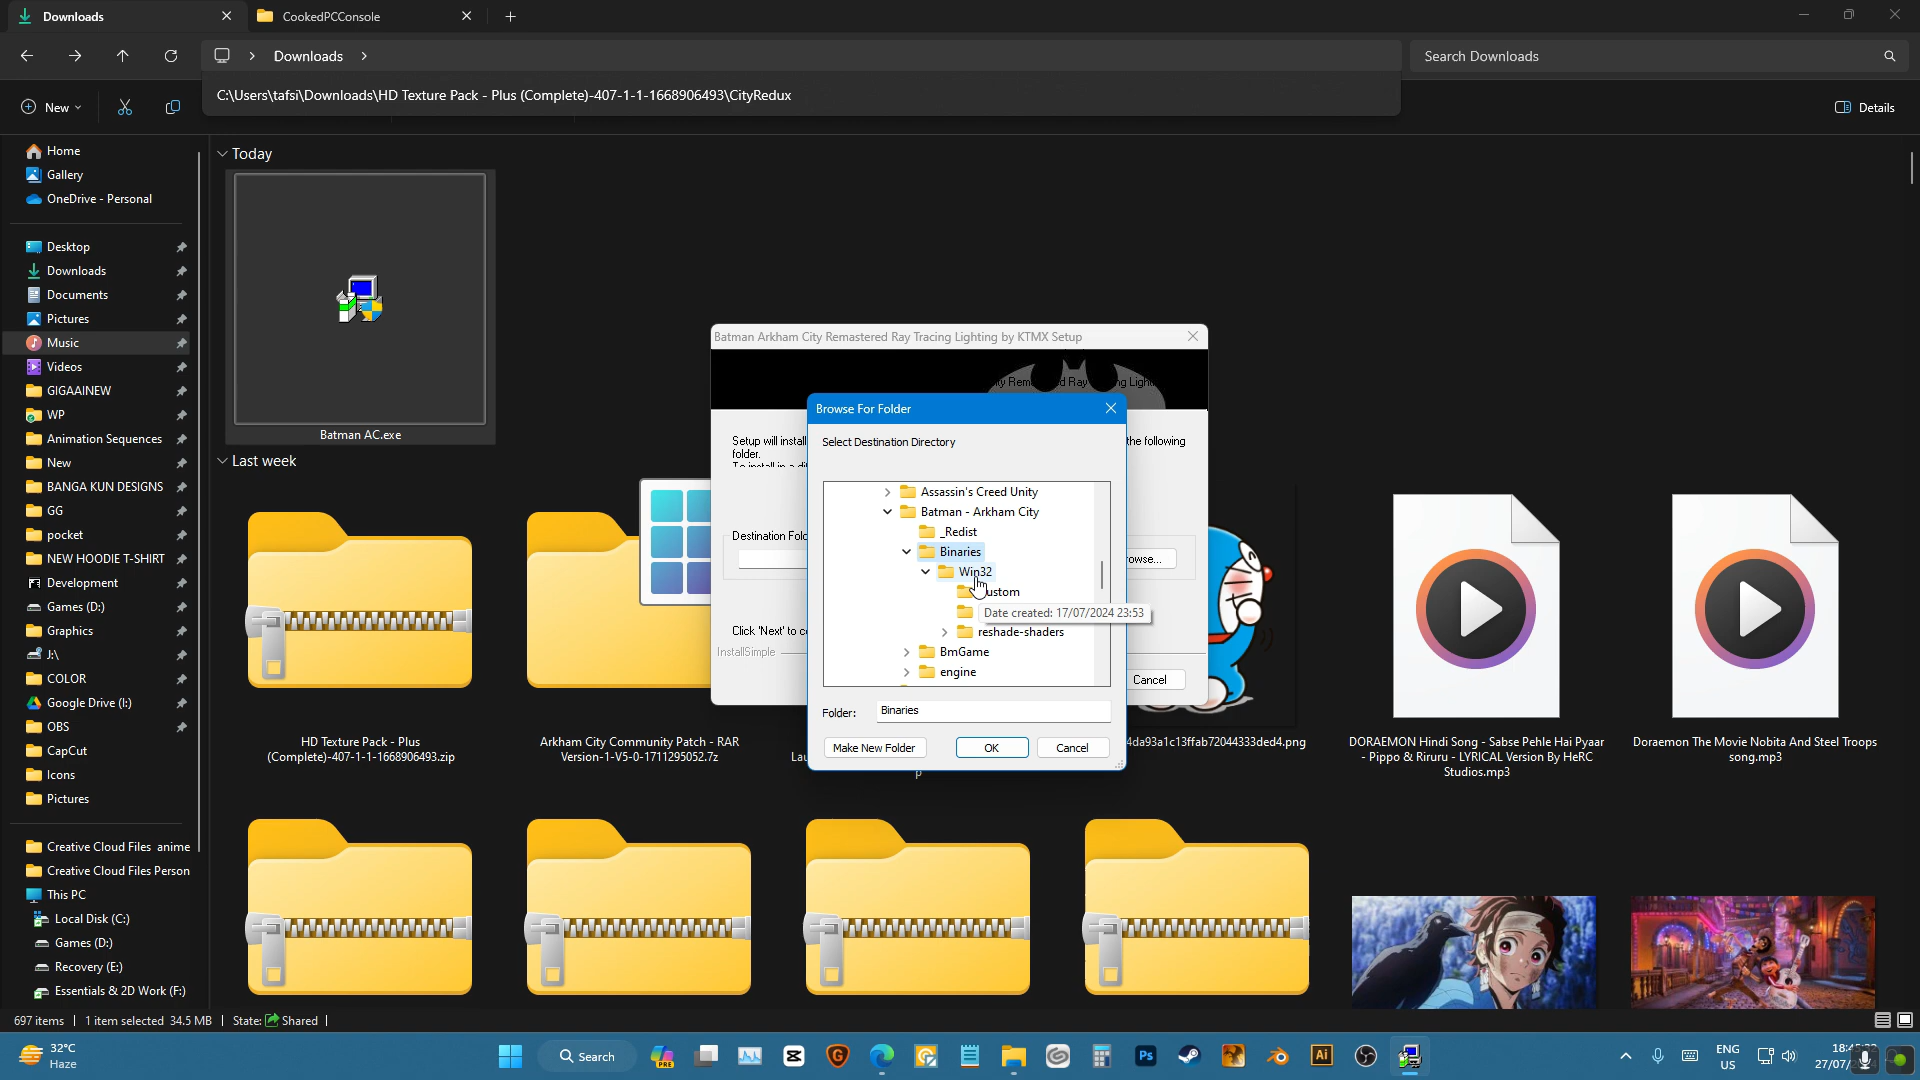 Downloads
CookedPCConsole
Downloads
Search Downloads
New
C:\Users\tafsi\Downloads\HD Texture Pack - Plus (Complete)-407-1-1-1668906493\CityRedux
Details
Home
Gallery
OneDrive - Personal
Desktop
Downloads
Documents
Pictures
Music
Videos
GIGAAINEW
WP
Animation Sequences
New
BANGA KUN DESIGNS
GG
pocket
NEW HOODIE T-SHIRT
Development
Games (D:)
Graphics
J:\
COLOR
Google Drive (I:)
OBS
CapCut
Icons
Pictures
Creative Cloud Files anime
Creative Cloud Files Person
This PC
Local Disk (C:)
Games (D:)
Recovery (E:)
Essentials & 2D Work (F:)
Today
Batman AC.exe
Last week
HD Texture Pack - Plus
(Complete)-407-1-1-1668906493.zip
Arkham City Community Patch - RAR
Version-1-V5-0-1711295052.7z
4da93a1c13ffab72044333ded4.png
DORAEMON Hindi Song - Sabse Pehle Hai Pyaar
- Pippo & Riruru - LYRICAL Version By HeRC
Studios.mp3
Doraemon The Movie Nobita And Steel Troops
song.mp3
Batman Arkham City Remastered Ray Tracing Lighting by KTMX Setup
Setup will install
the following
folder.
Destination Fold
Click 'Next' to co
InstallSimple
Cancel
Browse For Folder
Select Destination Directory
Assassin's Creed Unity
Batman - Arkham City
_Redist
Binaries
Win32
ustom
Date created: 17/07/2024 23:53
reshade-shaders
BmGame
engine
Folder:
Binaries
Make New Folder
OK
Cancel
697 items
1 item selected 34.5 MB
State:
Shared
32°C
Haze
Search
PRE
Ps
Ai
ENG
US
27/07/